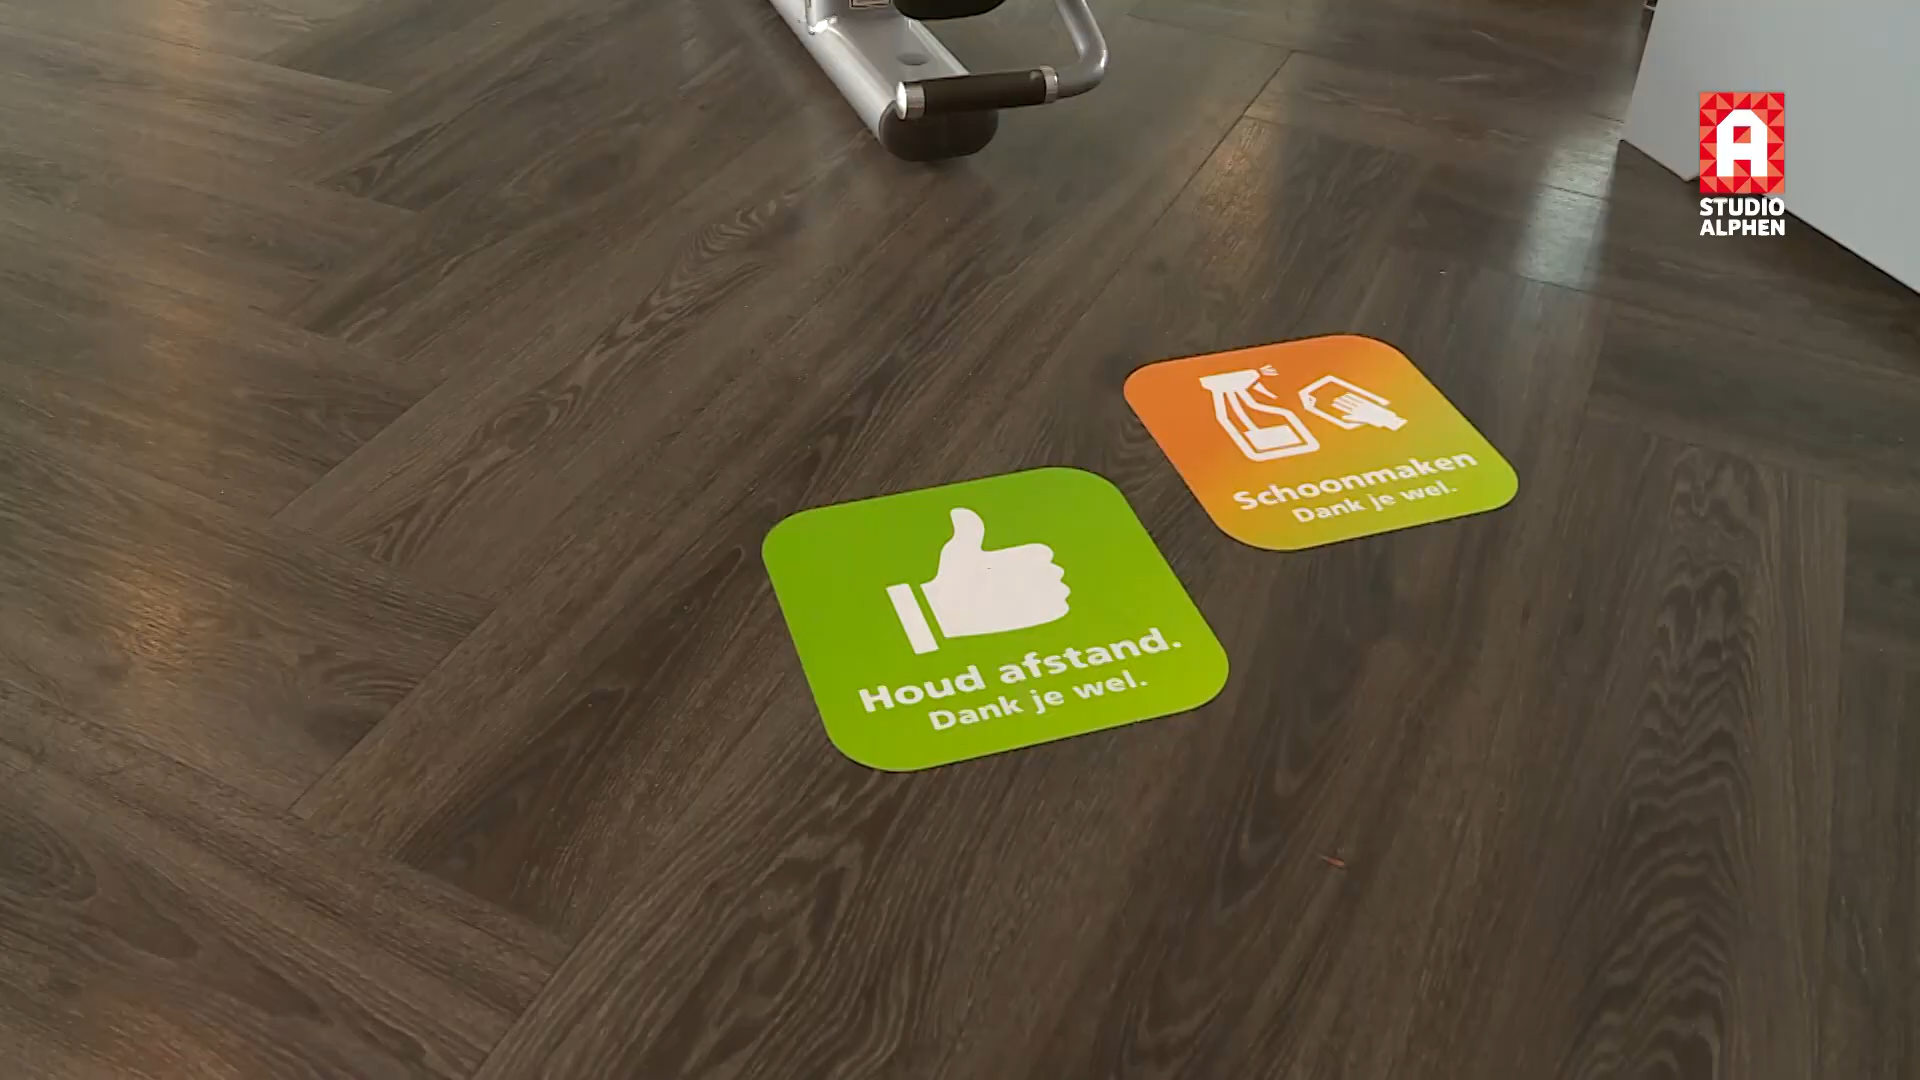 STUDIO
ALPHEN
Schoonmaken
Dank je wel.
Houd afstand.
Dank je wel.